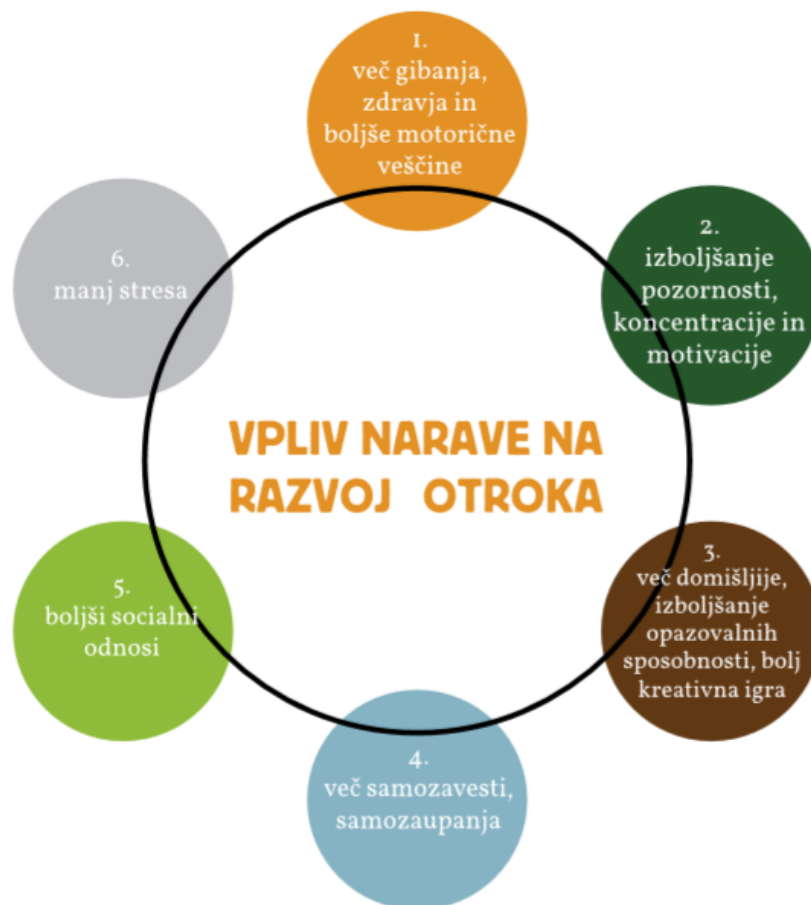 1.
več gibanja,
zdravja in
boljše motorične
veščine
2.
izboljšanje
pozornosti,
koncentracije in
motivacije
3.
več domišljije,
izboljšanje
opazovalnih
sposobnosti, bolj
kreativna igra
4.
več samozavesti,
samozaupanja
5.
boljši socialni
odnosi
6.
manj stresa
VPLIV NARAVE NA
RAZVOJ OTROKA